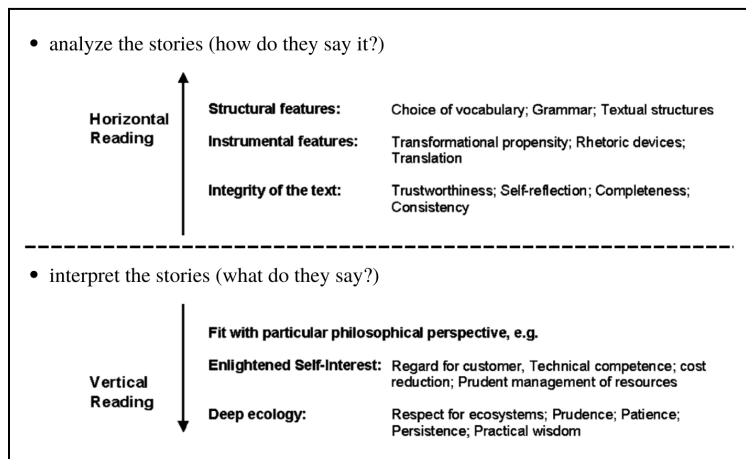 • analyze the stories (how do they say it?)
Horizontal
Reading
Structural features: Choice of vocabulary; Grammar; Textual structures
Instrumental features: Transformational propensity; Rhetoric devices;
Translation
Integrity of the text: Trustworthiness; Self-reflection; Completeness;
Consistency
• interpret the stories (what do they say?)
Vertical
Reading
Fit with particular philosophical perspective, e.g.
Enlightened Self-Interest: Regard for customer, Technical competence; cost
reduction; Prudent management of resources
Deep ecology: Respect for ecosystems; Prudence; Patience;
Persistence; Practical wisdom